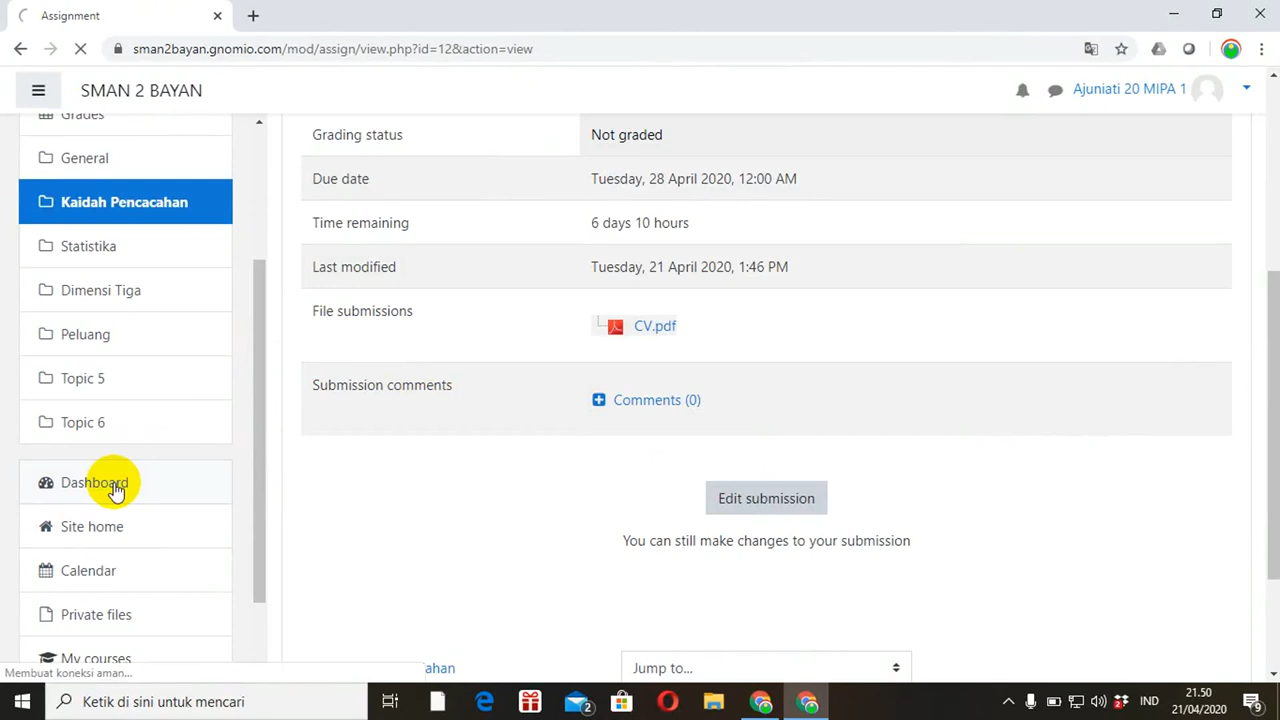 Assignment
sman2bayan.gnomio.com/mod/assign/view.php?id=12&action=view
SMAN 2 BAYAN
Ajuniati 20 MIPA 1
Grades
General
Kaidah Pencacahan
Statistika
Dimensi Tiga
Peluang
Topic 5
Topic 6
Dashboard
Site home
Calendar
Private files
My courses
Grading status Not graded
Due date Tuesday, 28 April 2020, 12:00 AM
Time remaining 6 days 10 hours
Last modified Tuesday, 21 April 2020, 1:46 PM
File submissions CV.pdf
Submission comments Comments (0)
Edit submission
You can still make changes to your submission
ahan Jump to...
Membuat koneksi aman...
Ketik di sini untuk mencari
2
IND
21.50
21/04/2020
9